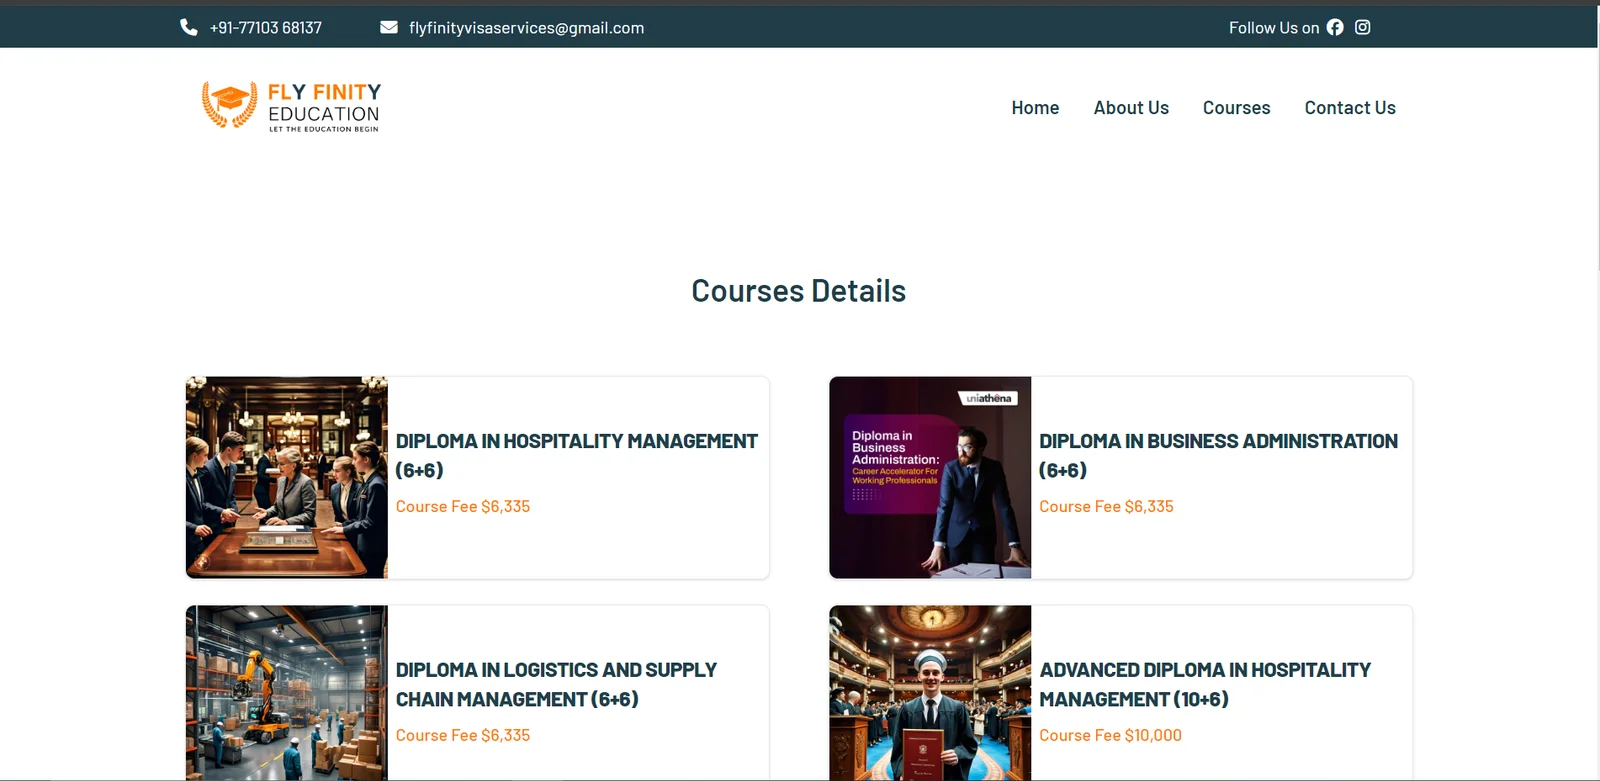 +91-77103 68137
flyfinityvisaservices@gmail.com
Follow Us on
FLY FINITY
EDUCATION
LET THE EDUCATION BEGIN
Home
About Us
Courses
Contact Us
Courses Details
DIPLOMA IN HOSPITALITY MANAGEMENT
(6+6)
Course Fee $6,335
uniathena
Diploma in
Business
Administration:
Career Accelerator For
Working Professionals
DIPLOMA IN BUSINESS ADMINISTRATION
(6+6)
Course Fee $6,335
DIPLOMA IN LOGISTICS AND SUPPLY
CHAIN MANAGEMENT (6+6)
Course Fee $6,335
ADVANCED DIPLOMA IN HOSPITALITY
MANAGEMENT (10+6)
Course Fee $10,000